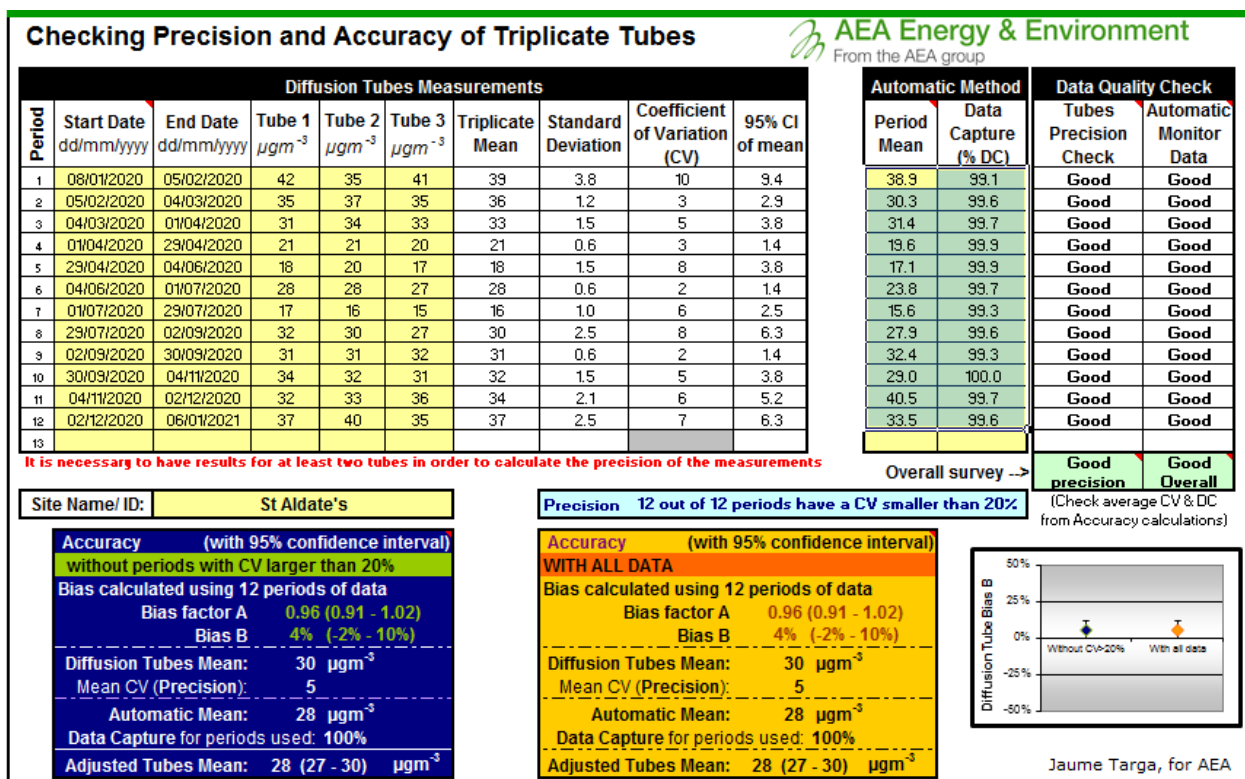 Checking Precision and Accuracy of Triplicate Tubes
AEA Energy & Environment
From the AEA group
Diffusion Tubes Measurements
Automatic Method
Data Quality Check
Period
Start Date dd/mm/yyyy
End Date dd/mm/yyyy
Tube 1 µgm-3
Tube 2 µgm-3
Tube 3 µgm-3
Triplicate Mean
Standard Deviation
Coefficient of Variation (CV)
95% CI of mean
Period Mean
Data Capture (% DC)
Tubes Precision Check
Automatic Monitor Data
1 08/01/2020 05/02/2020 42 35 41 39 3.8 10 9.4 38.9 99.1 Good Good
2 05/02/2020 04/03/2020 35 37 35 36 1.2 3 2.9 30.3 99.6 Good Good
3 04/03/2020 01/04/2020 31 34 33 33 1.5 5 3.8 31.4 99.7 Good Good
4 01/04/2020 29/04/2020 21 21 20 21 0.6 3 1.4 19.6 99.9 Good Good
5 29/04/2020 04/06/2020 18 20 17 18 1.5 8 3.8 17.1 99.9 Good Good
6 04/06/2020 01/07/2020 28 28 27 28 0.6 2 1.4 23.8 99.7 Good Good
7 01/07/2020 29/07/2020 17 16 15 16 1.0 6 2.5 15.6 99.3 Good Good
8 29/07/2020 02/09/2020 32 30 27 30 2.5 8 6.3 27.9 99.6 Good Good
9 02/09/2020 30/09/2020 31 31 32 31 0.6 2 1.4 32.4 99.3 Good Good
10 30/09/2020 04/11/2020 34 32 31 32 1.5 5 3.8 29.0 100.0 Good Good
11 04/11/2020 02/12/2020 32 33 36 34 2.1 6 5.2 40.5 99.7 Good Good
12 02/12/2020 06/01/2021 37 40 35 37 2.5 7 6.3 33.5 99.6 Good Good
13
It is necessary to have results for at least two tubes in order to calculate the precision of the measurements
Overall survey -->
Good precision
Good Overall
Site Name/ ID: St Aldate's
Precision 12 out of 12 periods have a CV smaller than 20%
(Check average CV & DC
from Accuracy calculations)
Accuracy (with 95% confidence interval)
without periods with CV larger than 20%
Bias calculated using 12 periods of data
Bias factor A 0.96 (0.91 - 1.02)
Bias B 4% (-2% - 10%)
Diffusion Tubes Mean: 30 µgm-3
Mean CV (Precision): 5
Automatic Mean: 28 µgm-3
Data Capture for periods used: 100%
Adjusted Tubes Mean: 28 (27 - 30) µgm-3
Accuracy (with 95% confidence interval)
WITH ALL DATA
Bias calculated using 12 periods of data
Bias factor A 0.96 (0.91 - 1.02)
Bias B 4% (-2% - 10%)
Diffusion Tubes Mean: 30 µgm-3
Mean CV (Precision): 5
Automatic Mean: 28 µgm-3
Data Capture for periods used: 100%
Adjusted Tubes Mean: 28 (27 - 30) µgm-3
Diffusion Tube Bias B
50%
25%
0%
-25%
-50%
Without CV>20%
With all data
Jaume Targa, for AEA